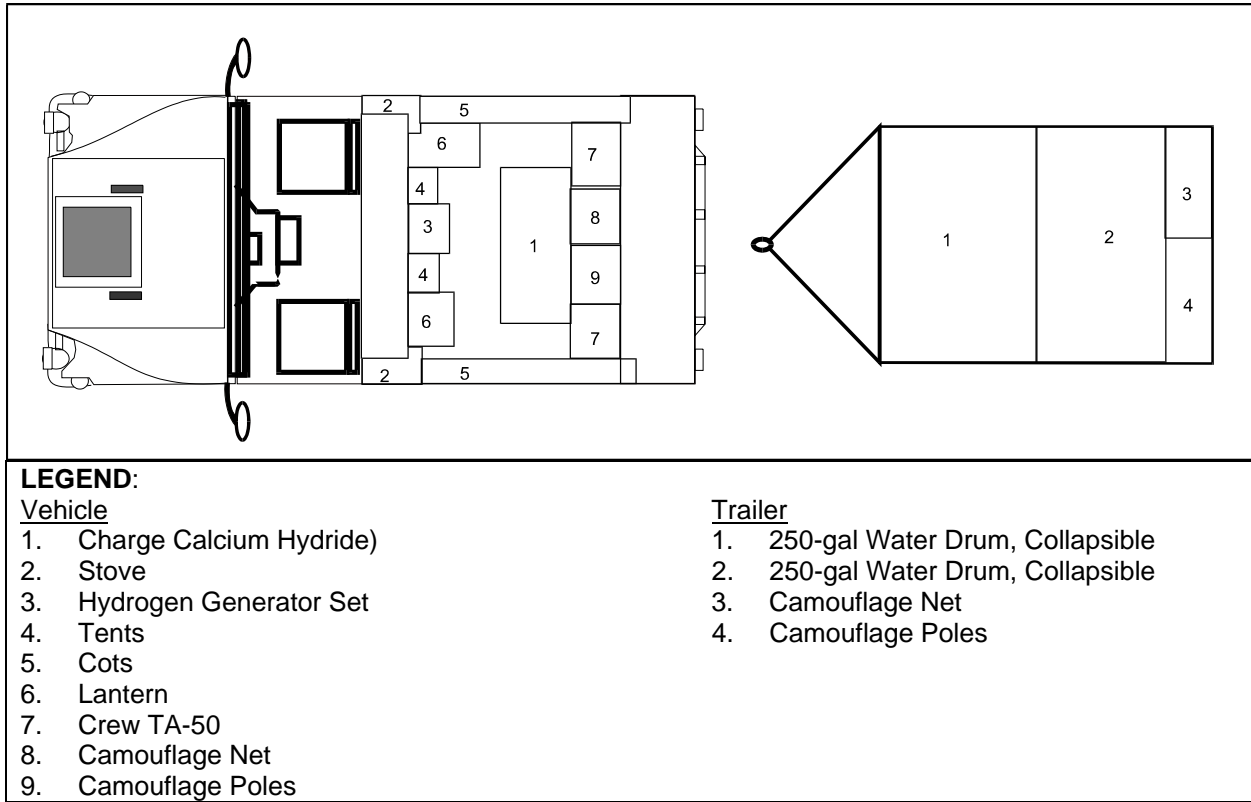 2 5
6 7
4
3 8
3 1 1 2
4 9
6 4
7
2 5
LEGEND:
Vehicle
1. Charge Calcium Hydride)
2. Stove
3. Hydrogen Generator Set
4. Tents
5. Cots
6. Lantern
7. Crew TA-50
8. Camouflage Net
9. Camouflage Poles
Trailer
1. 250-gal Water Drum, Collapsible
2. 250-gal Water Drum, Collapsible
3. Camouflage Net
4. Camouflage Poles